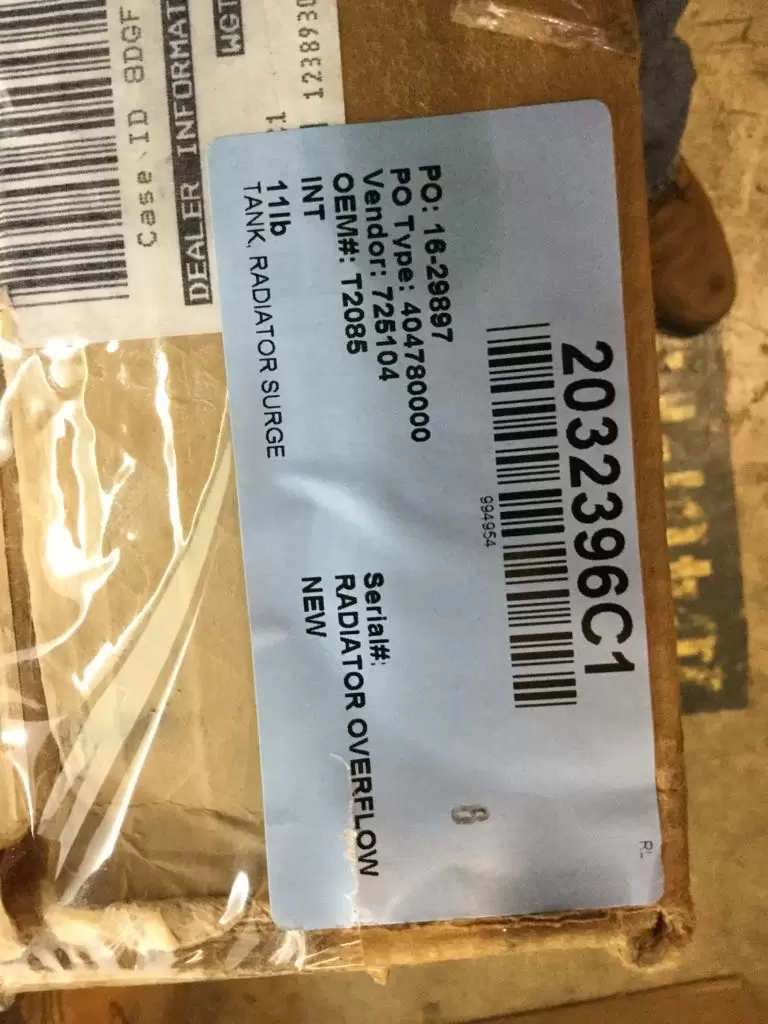 2032396C1
994954
PO: 16-29897
PO Type: 404780000
Vendor: 725104
OEM#: T2085
INT
11lb
TANK, RADIATOR SURGE
Serial#:
RADIATOR OVERFLOW
NEW
RL
Case ID 8DGF
DEALER INFORMAT
WGT